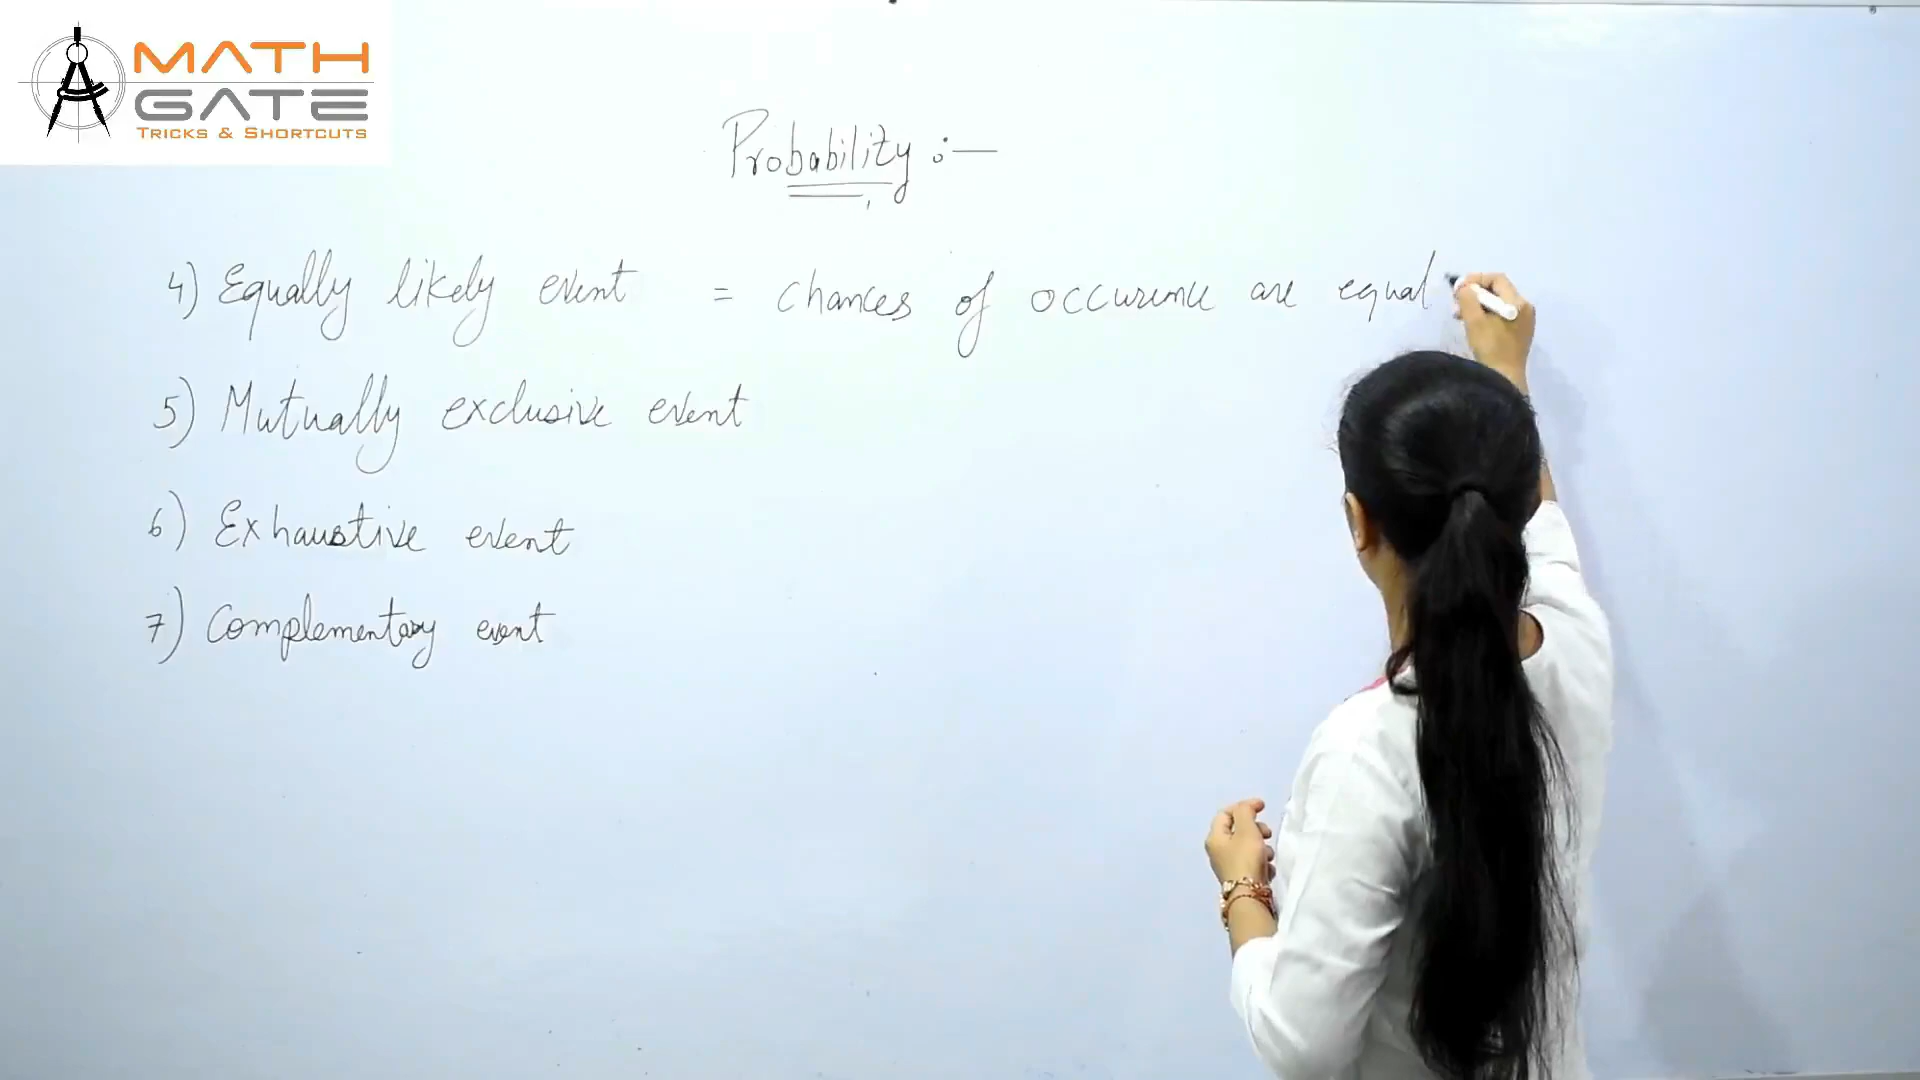 MATH
GATE
TRICKS & SHORTCUTS
Probability :—
4) Equally likely event = chances of occurence are equal
5) Mutually exclusive event
6) Exhaustive event
7) Complementary event